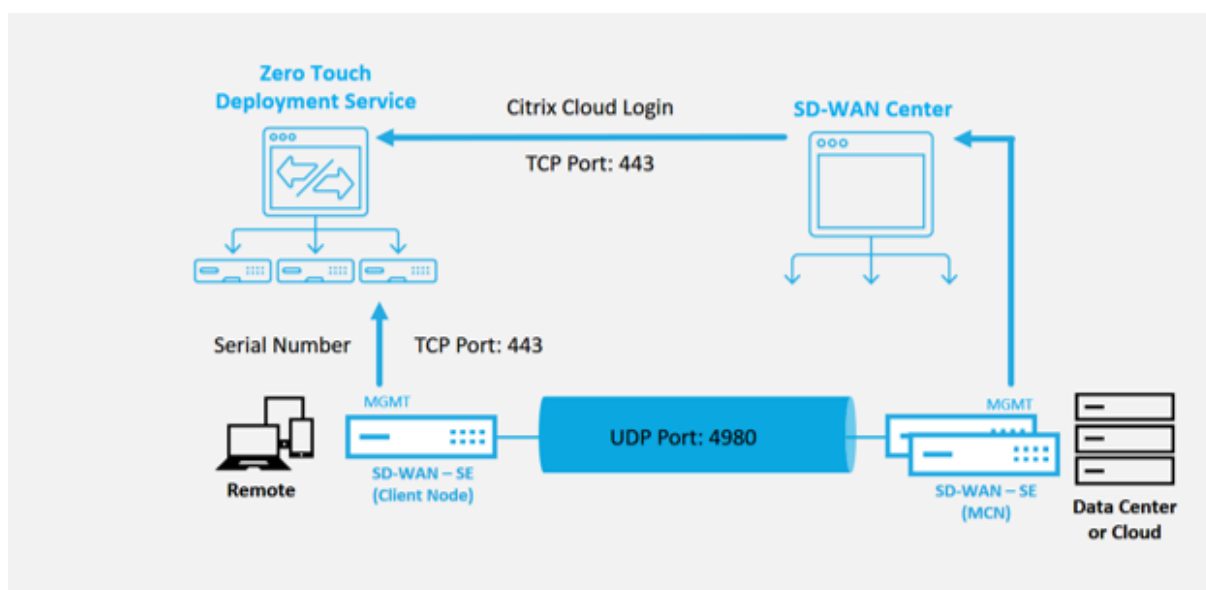 Zero Touch
Deployment Service
Citrix Cloud Login
SD-WAN Center
TCP Port: 443
Serial Number
TCP Port: 443
MGMT
MGMT
UDP Port: 4980
Remote
SD-WAN – SE
(Client Node)
SD-WAN – SE
(MCN)
Data Center
or Cloud